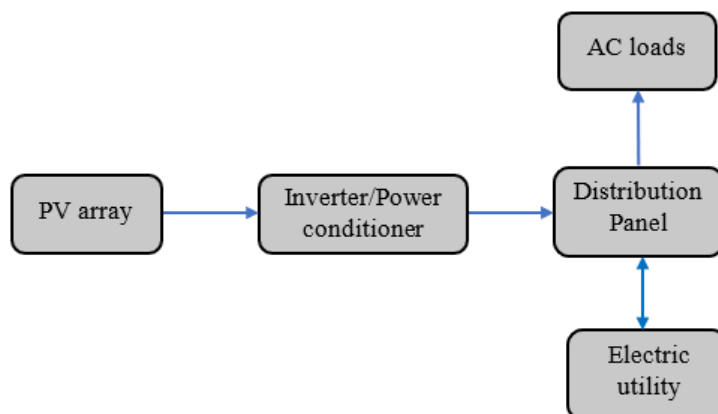 AC loads
PV array
Inverter/Power
conditioner
Distribution
Panel
Electric
utility